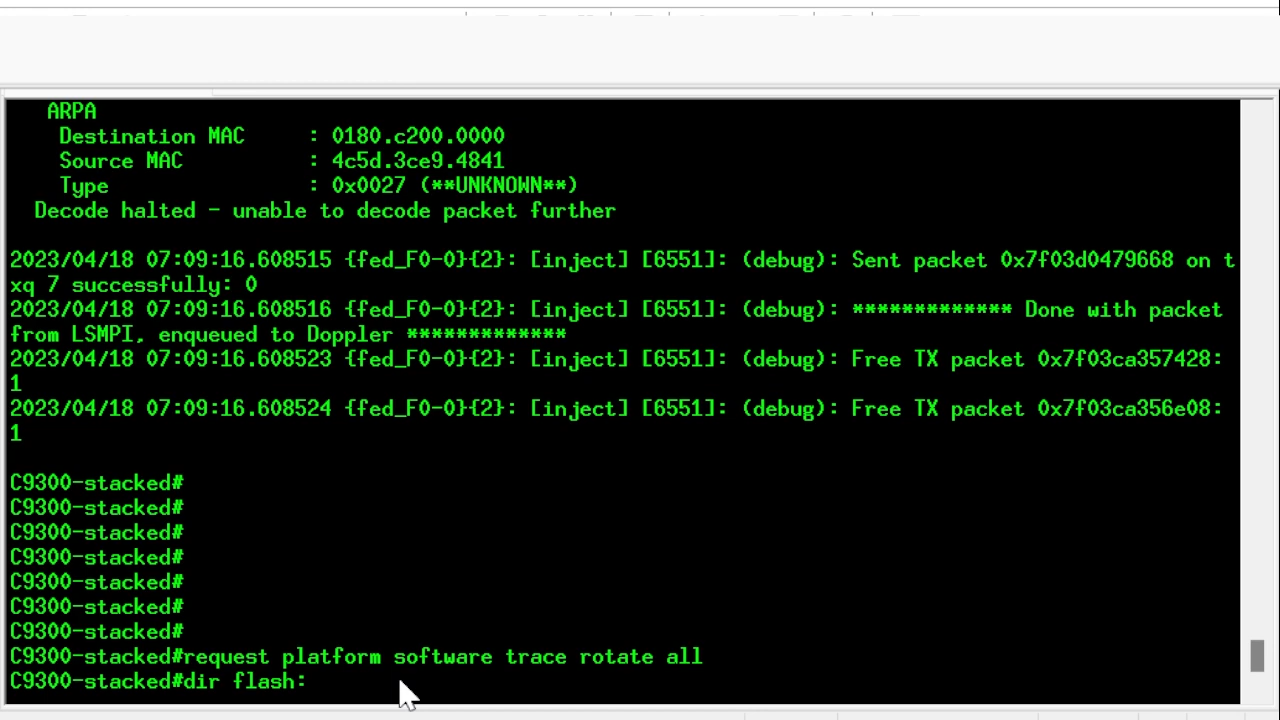 ARPA
Destination MAC : 0180.c200.0000
Source MAC : 4c5d.3ce9.4841
Type : 0x0027 (**UNKNOWN**)
Decode halted - unable to decode packet further
2023/04/18 07:09:16.608515 {fed_F0-0}{2}: [inject] [6551]: (debug): Sent packet 0x7f03d0479668 on t
xq 7 successfully: 0
2023/04/18 07:09:16.608516 {fed_F0-0}{2}: [inject] [6551]: (debug): ************* Done with packet
from LSMPI, enqueued to Doppler *************
2023/04/18 07:09:16.608523 {fed_F0-0}{2}: [inject] [6551]: (debug): Free TX packet 0x7f03ca357428:
1
2023/04/18 07:09:16.608524 {fed_F0-0}{2}: [inject] [6551]: (debug): Free TX packet 0x7f03ca356e08:
1
C9300-stacked#
C9300-stacked#
C9300-stacked#
C9300-stacked#
C9300-stacked#
C9300-stacked#
C9300-stacked#
C9300-stacked#request platform software trace rotate all
C9300-stacked#dir flash: